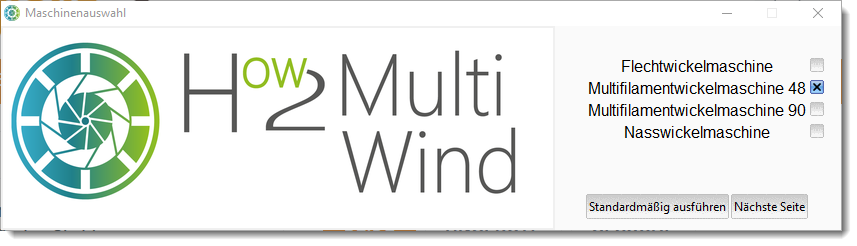 Maschinenauswahl
How2 Multi
Wind
Flechtwickelmaschine
Multifilamentwickelmaschine 48
Multifilamentwickelmaschine 90
Nasswickelmaschine
Standardmäßig ausführen Nächste Seite